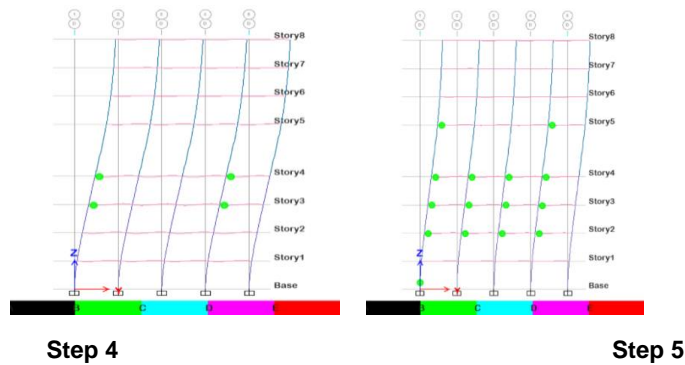 Story8
Story7
Story6
Story5
Story4
Story3
Story2
Story1
Base
Z
B
C
D
E
Story8
Story7
Story6
Story5
Story4
Story3
Story2
Story1
Base
Z
B
C
D
E
Step 4
Step 5